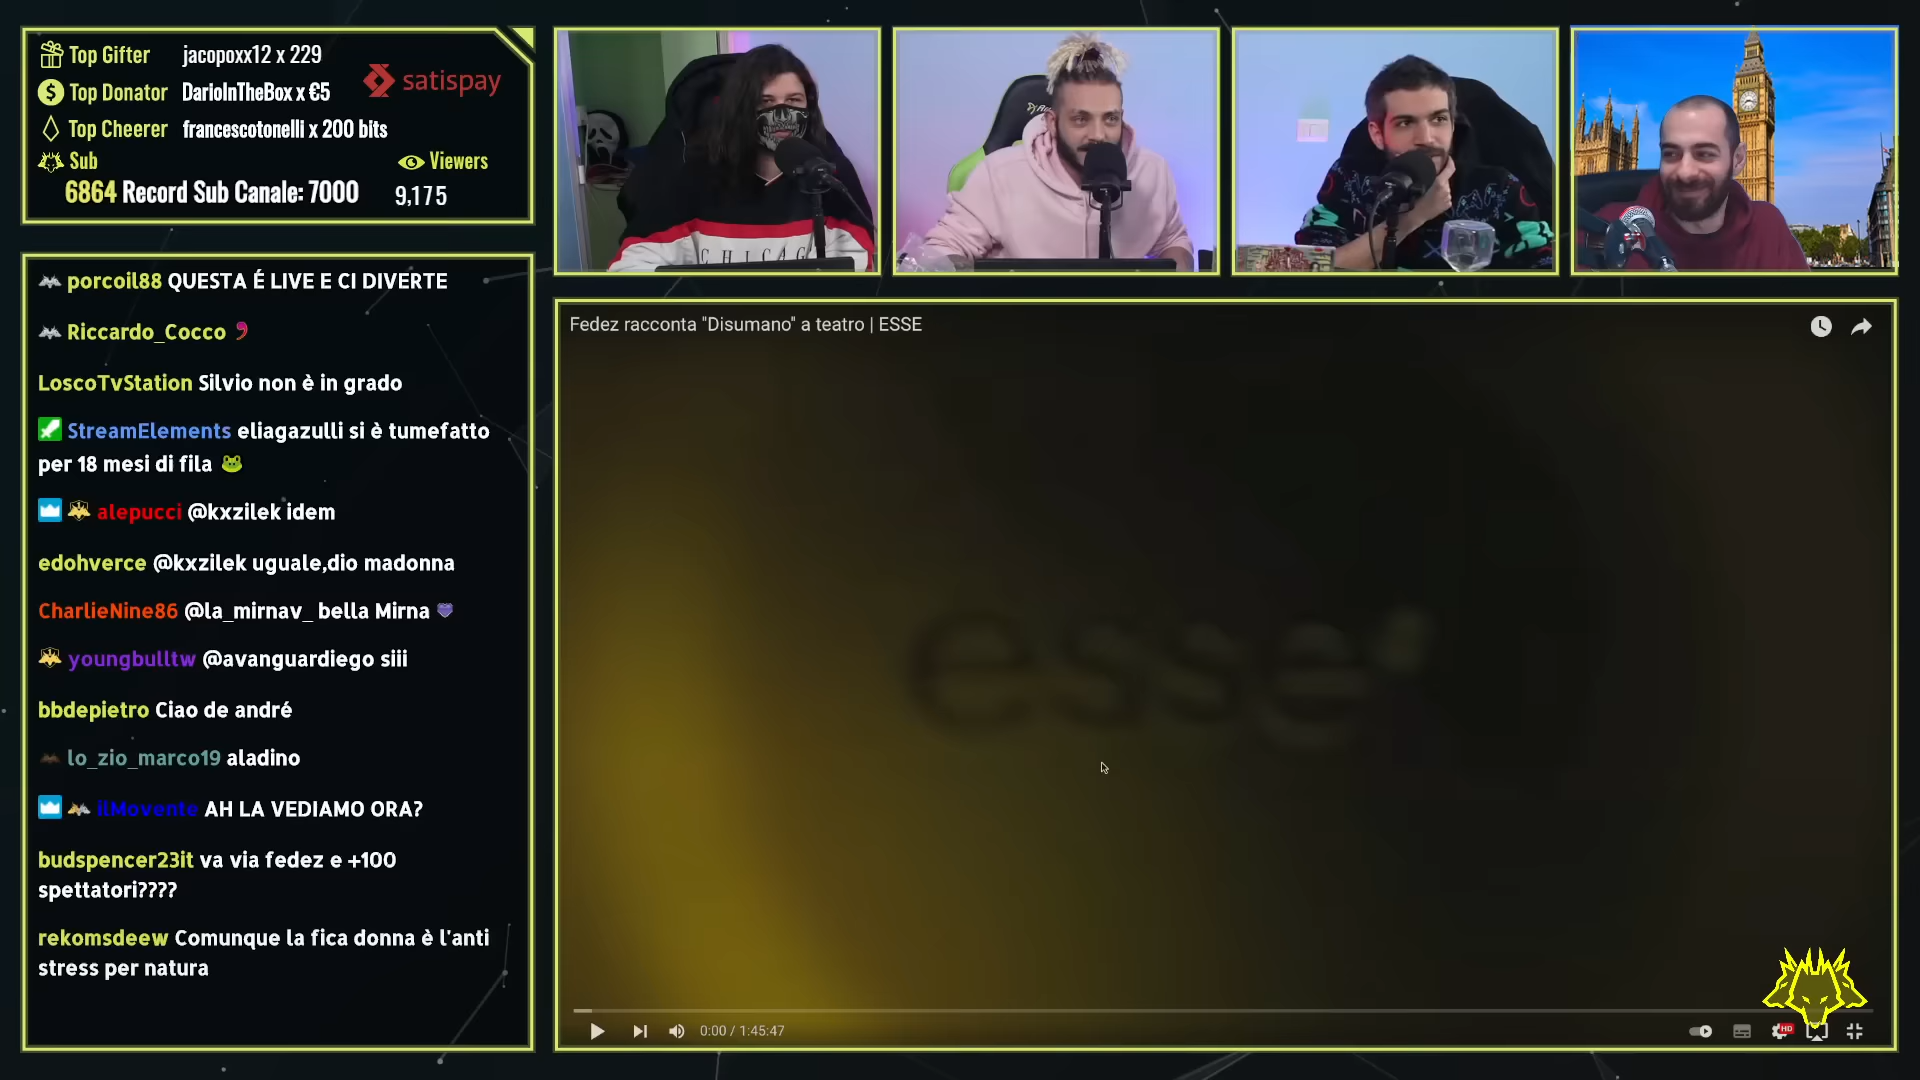 Top Gifter jacopoxx12 x 229
Top Donator DarioInTheBox x €5
satispay
Top Cheerer francescotonelli x 200 bits
Sub
Viewers
6864 Record Sub Canale: 7000
9,175
CHICAG
porcoil88 QUESTA É LIVE E CI DIVERTE
Riccardo_Cocco
LoscoTvStation Silvio non è in grado
StreamElements eliagazulli si è tumefatto
per 18 mesi di fila
alepucci @kxzilek idem
edohverce @kxzilek uguale,dio madonna
CharlieNine86 @la_mirnav_ bella Mirna
youngbulltw @avanguardiego siii
bbdepietro Ciao de andré
lo_zio_marco19 aladino
ilMovente AH LA VEDIAMO ORA?
budspencer23it va via fedez e +100
spettatori????
rekomsdeew Comunque la fica donna è l'anti
stress per natura
Fedez racconta "Disumano" a teatro | ESSE
esse
0:00 / 1:45:47
HD